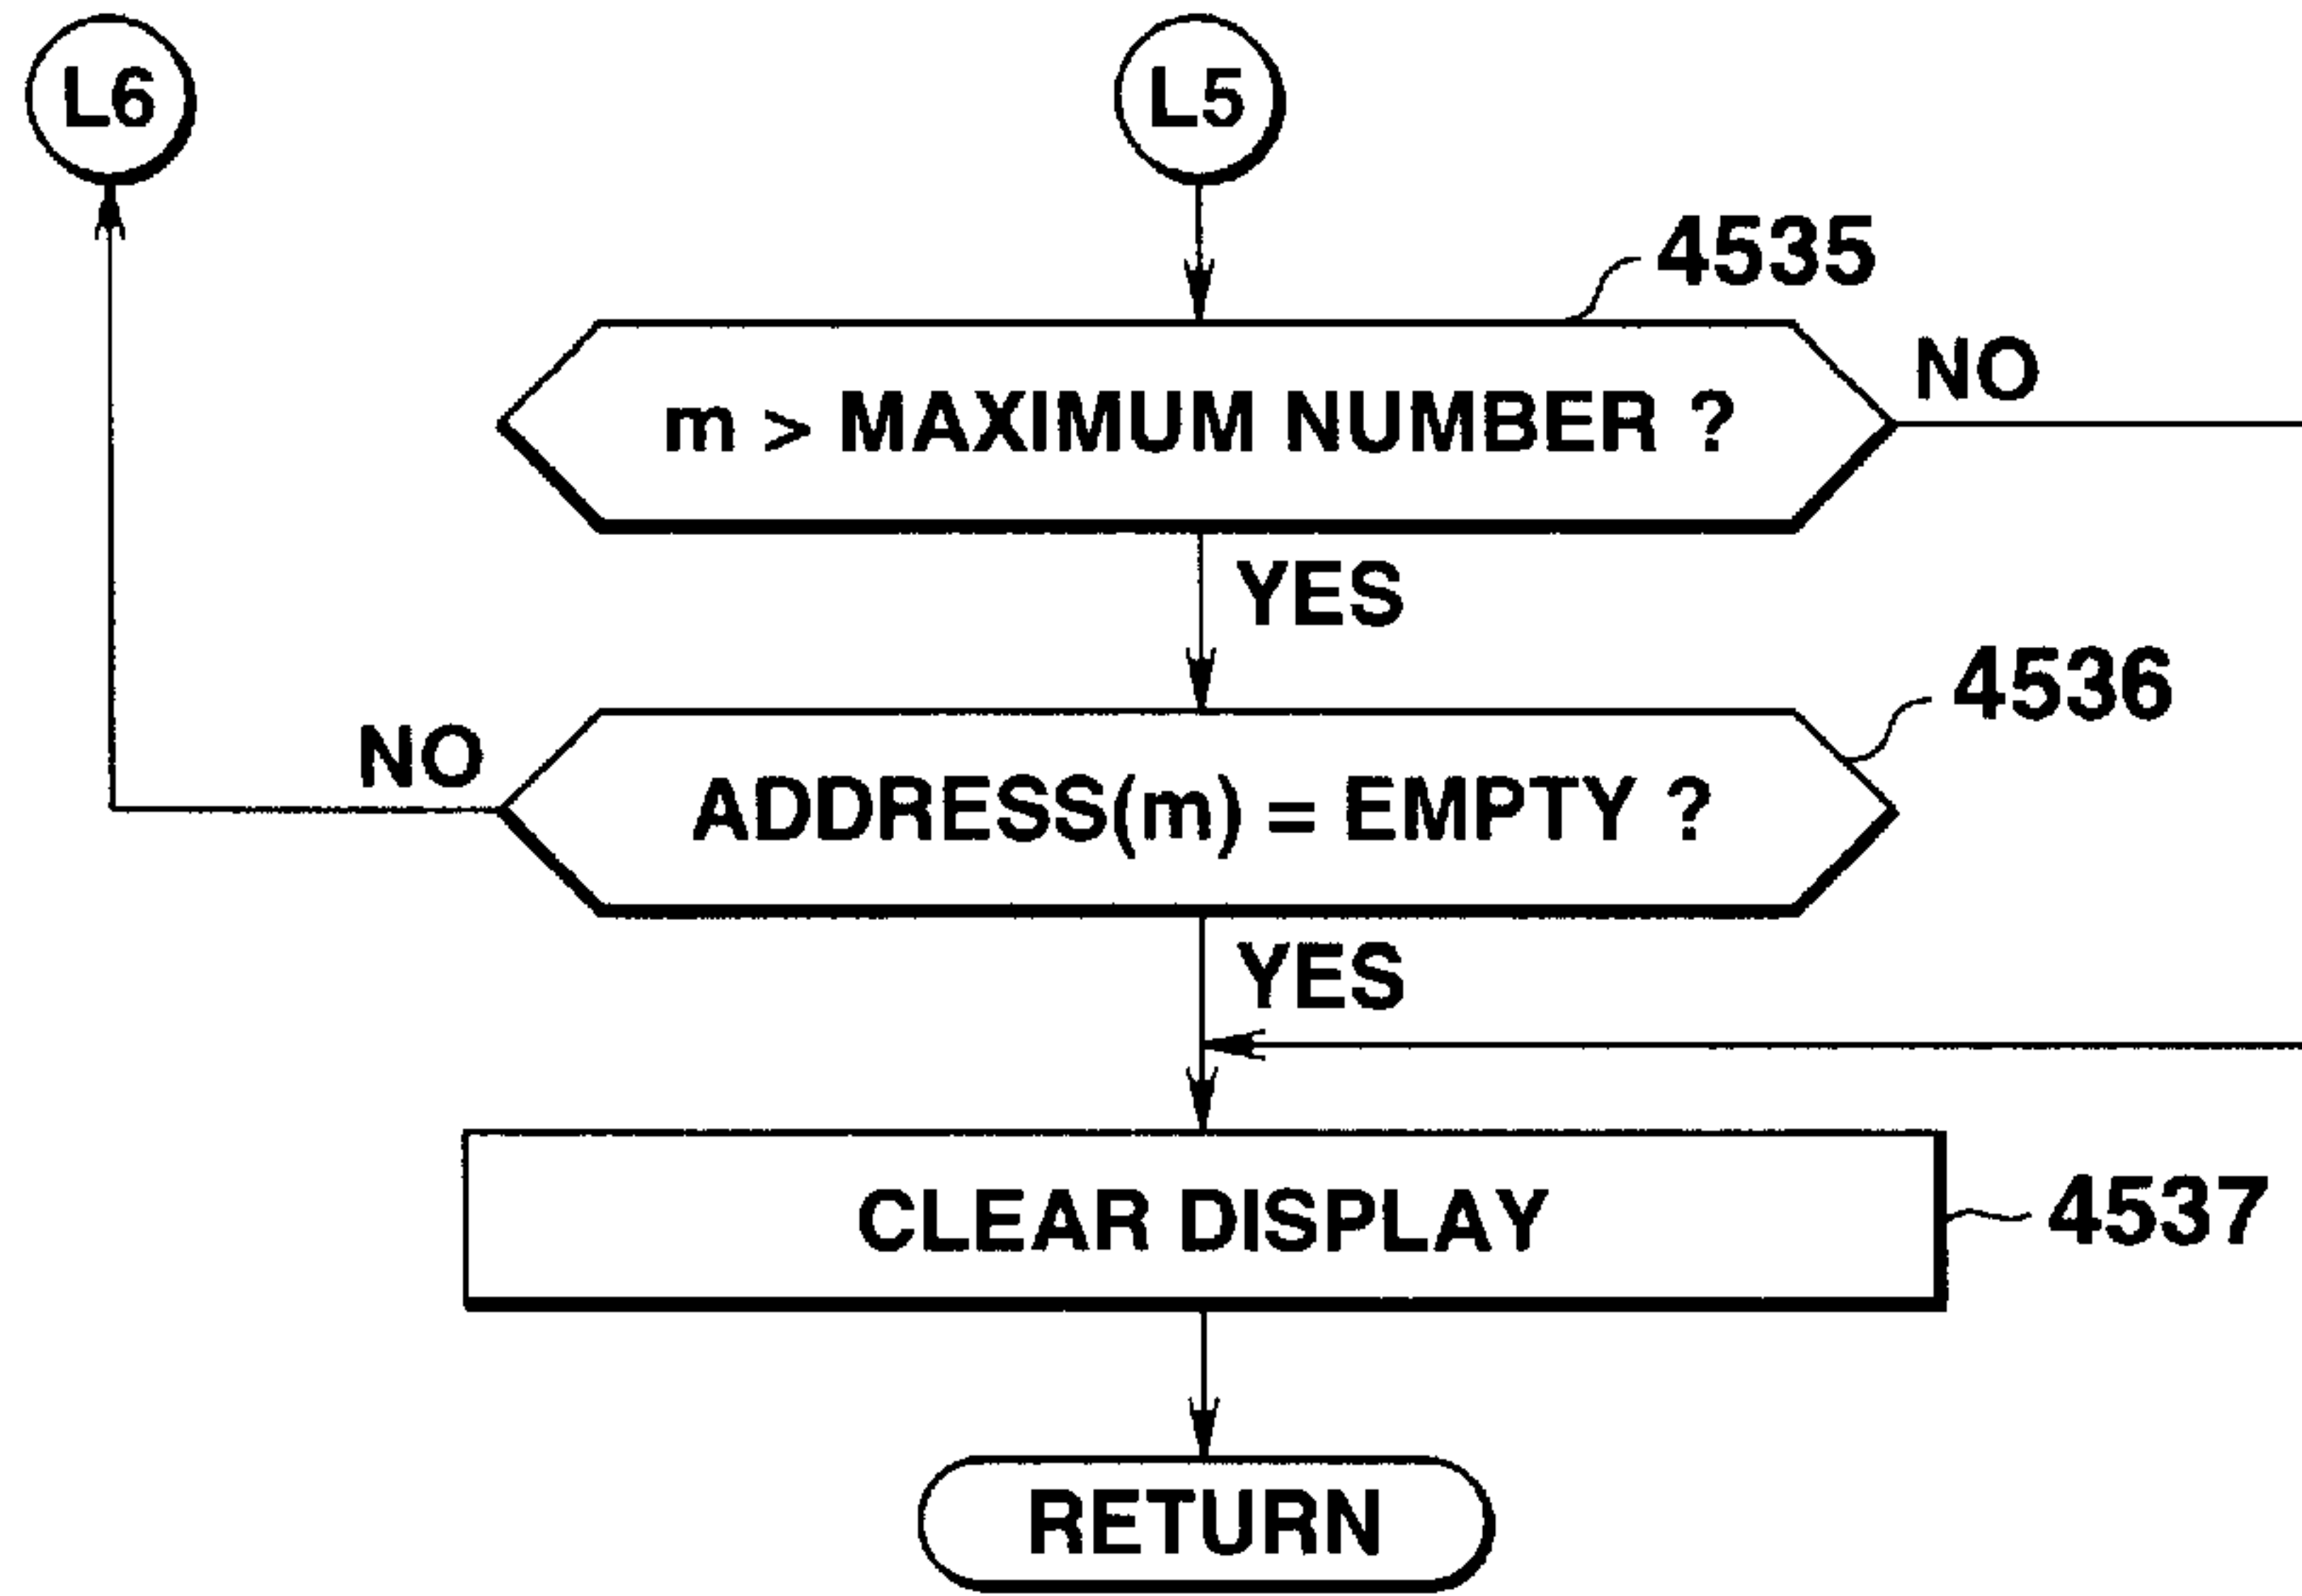 L6
L5
4535
m > MAXIMUM NUMBER ?
NO
YES
4536
NO
ADDRESS(m) = EMPTY ?
YES
CLEAR DISPLAY
4537
RETURN